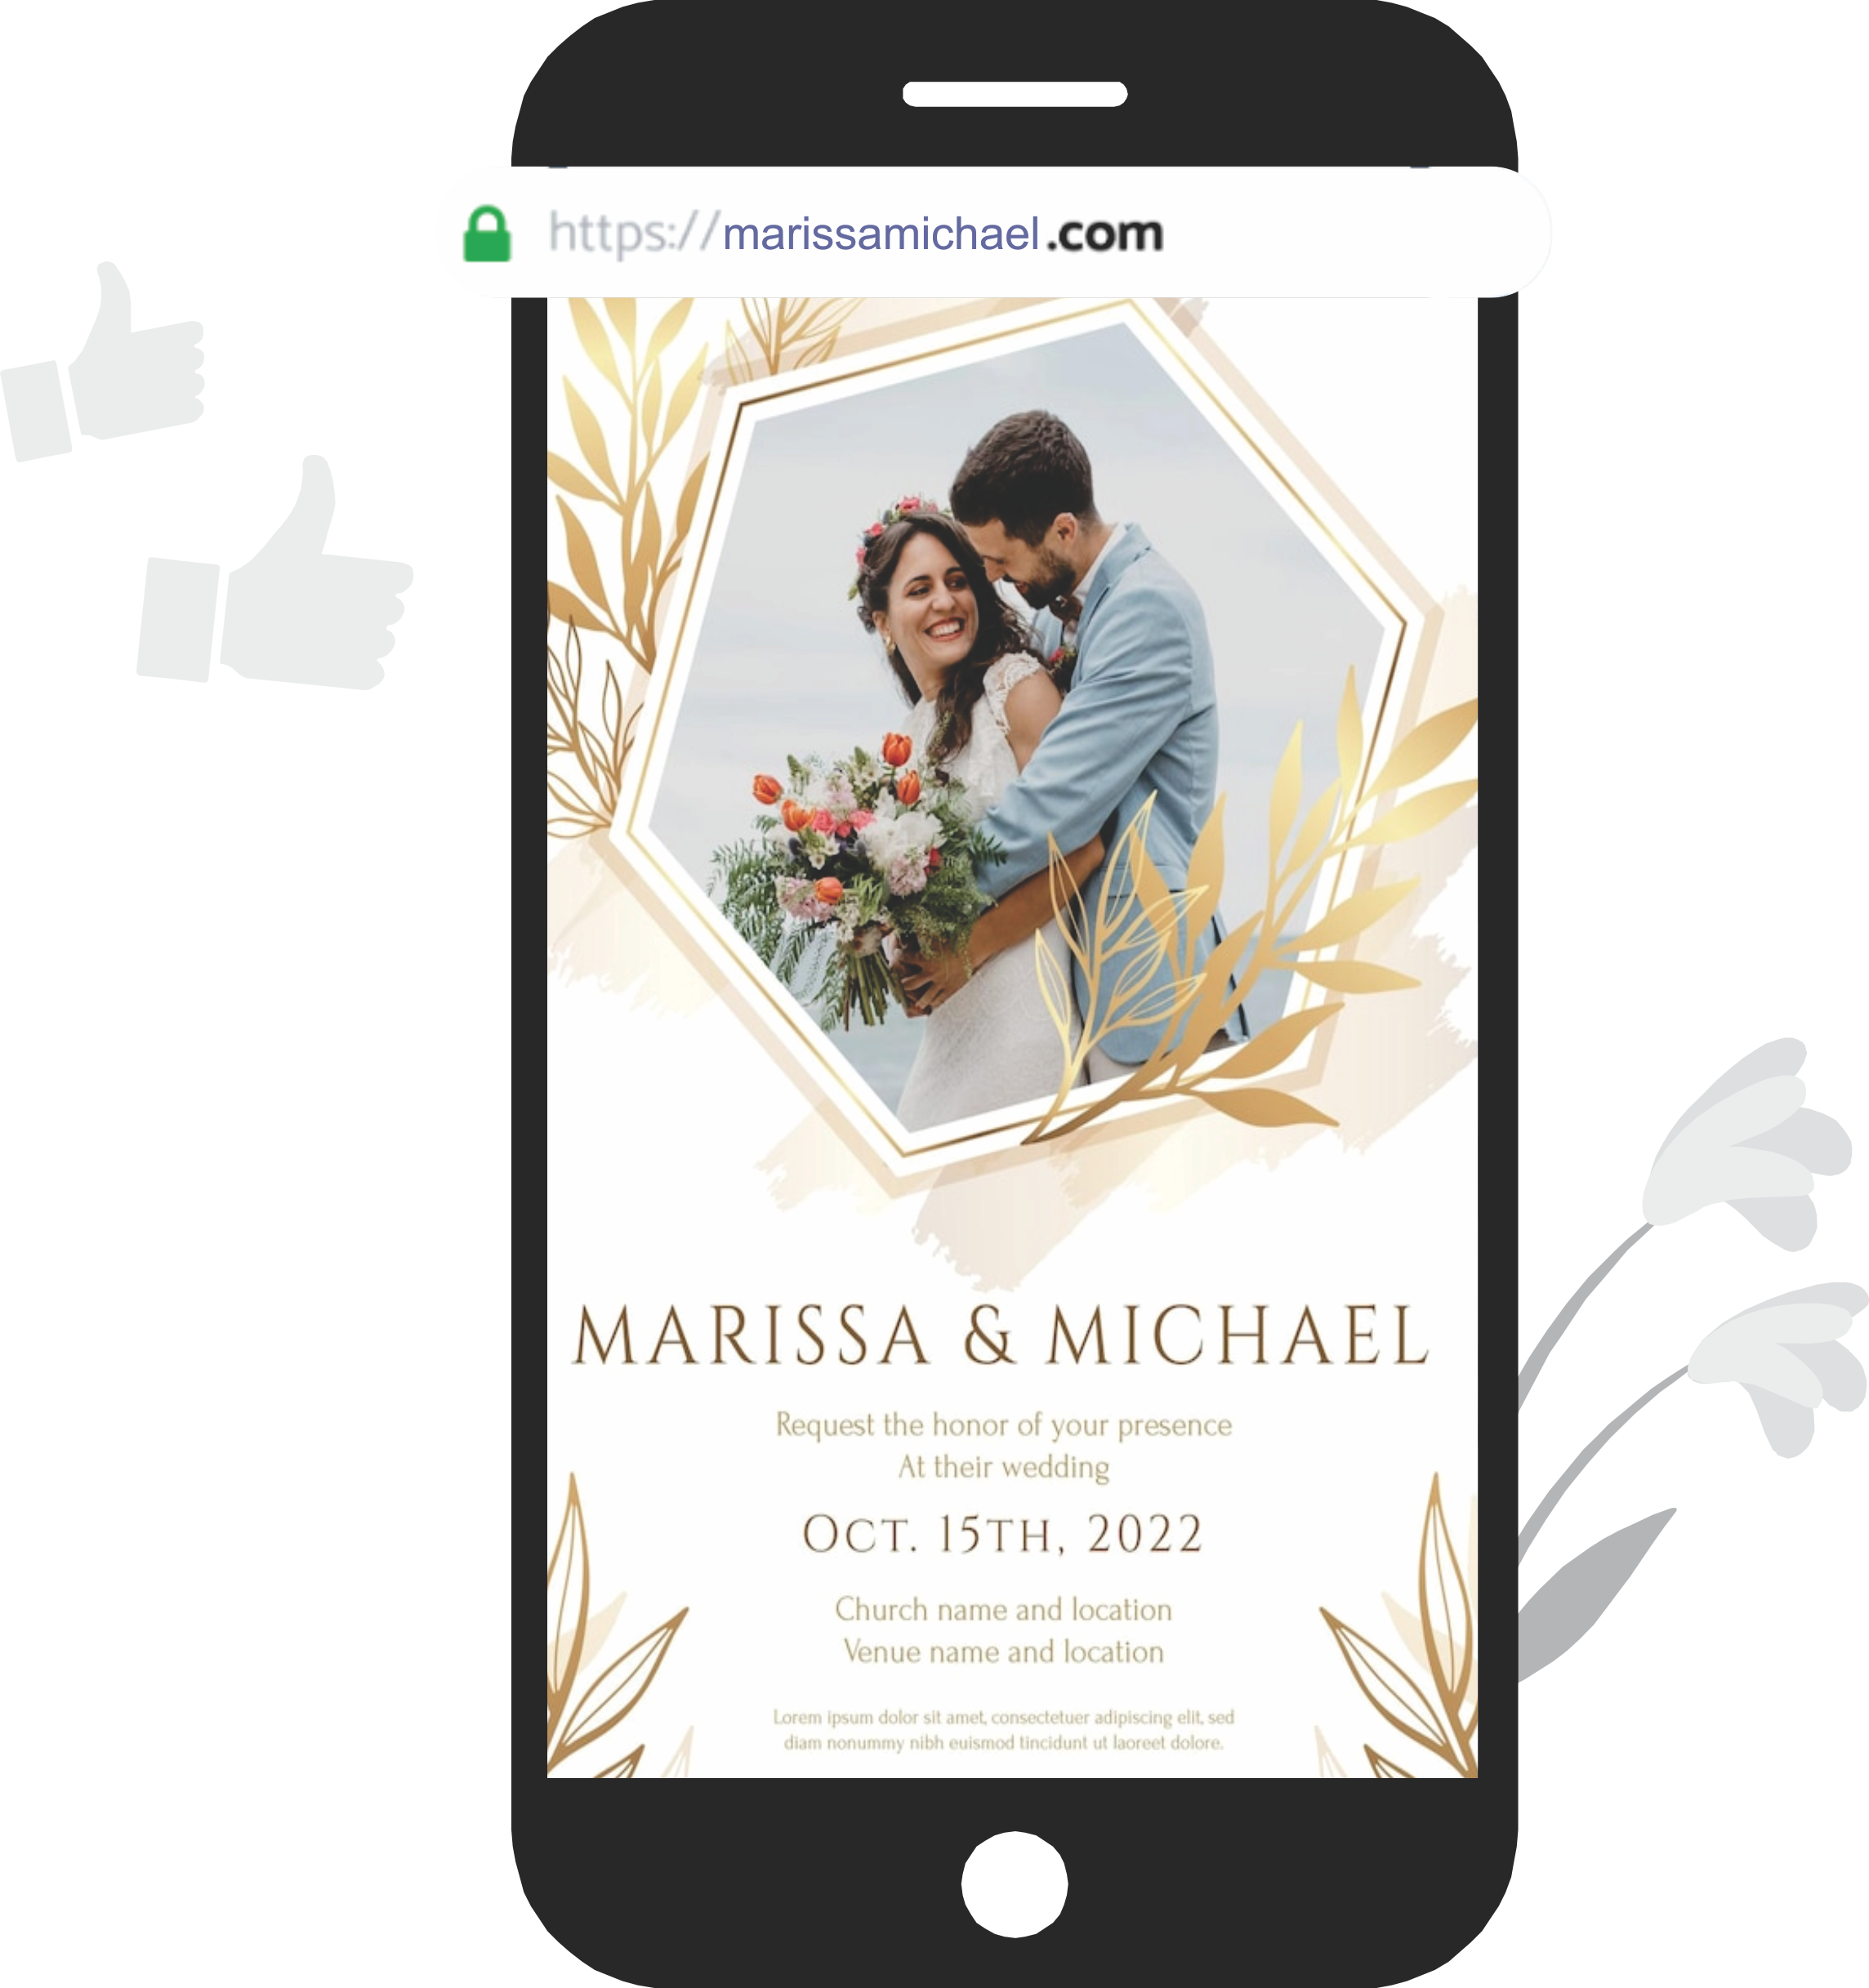 https://marissamichael.com
MARISSA & MICHAEL
Request the honor of your presence
At their wedding
OCT. 15TH, 2022
Church name and location
Venue name and location
Lorem ipsum dolor sit amet, consectetuer adipiscing elit, sed
diam nonummy nibh euismod tincidunt ut laoreet dolore.